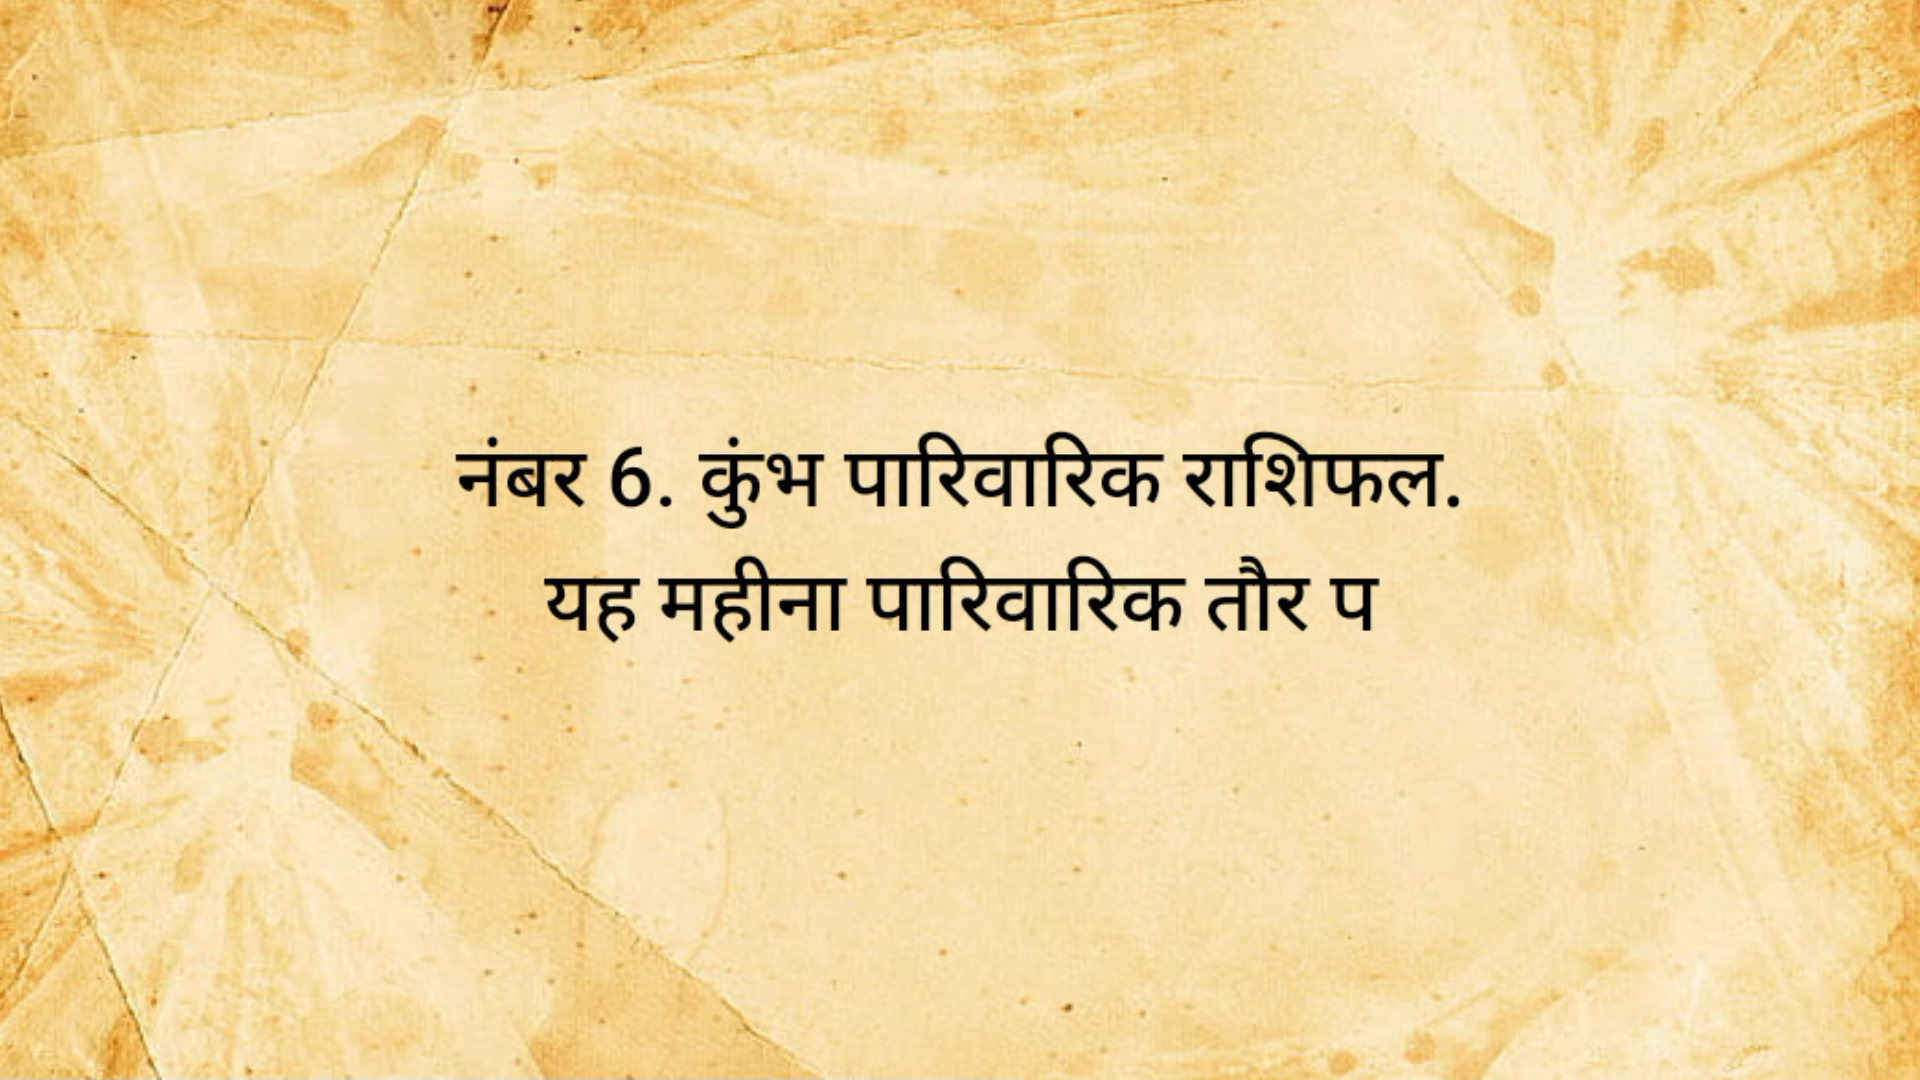 नंबर 6. कुंभ पारिवारिक राशिफल.
यह महीना पारिवारिक तौर प